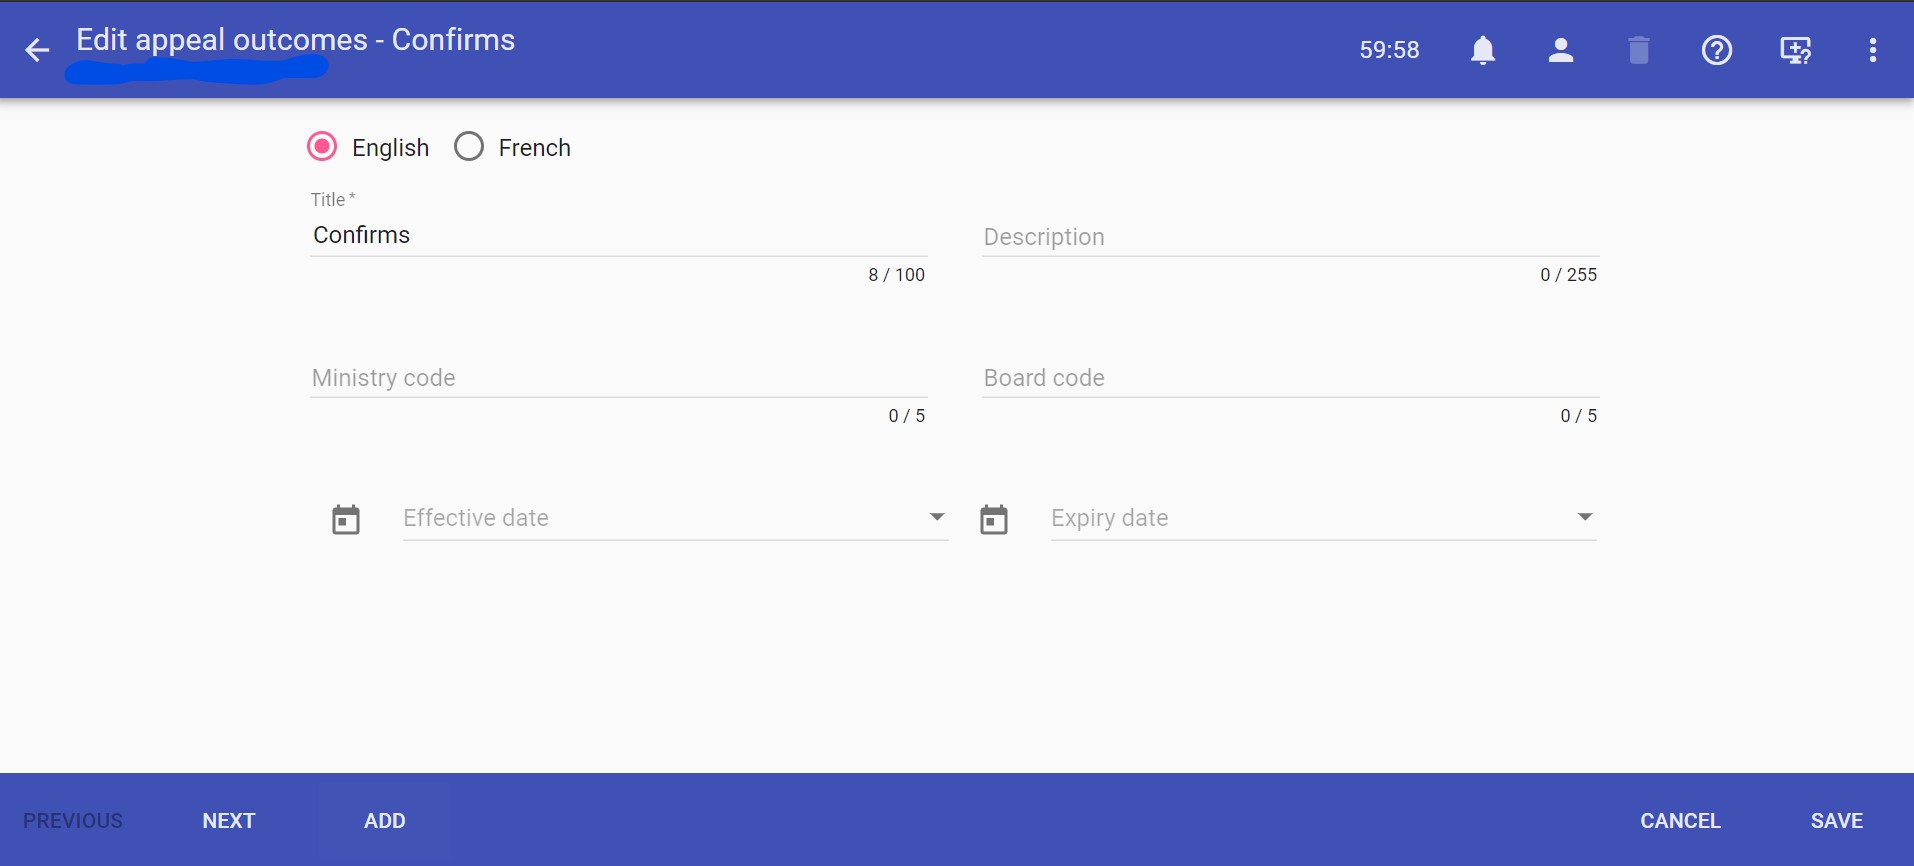 Edit appeal outcomes - Confirms
59:58
English
French
Title *
Confirms
8 / 100
Description
0 / 255
Ministry code
0 / 5
Board code
0 / 5
Effective date
Expiry date
PREVIOUS
NEXT
ADD
CANCEL
SAVE